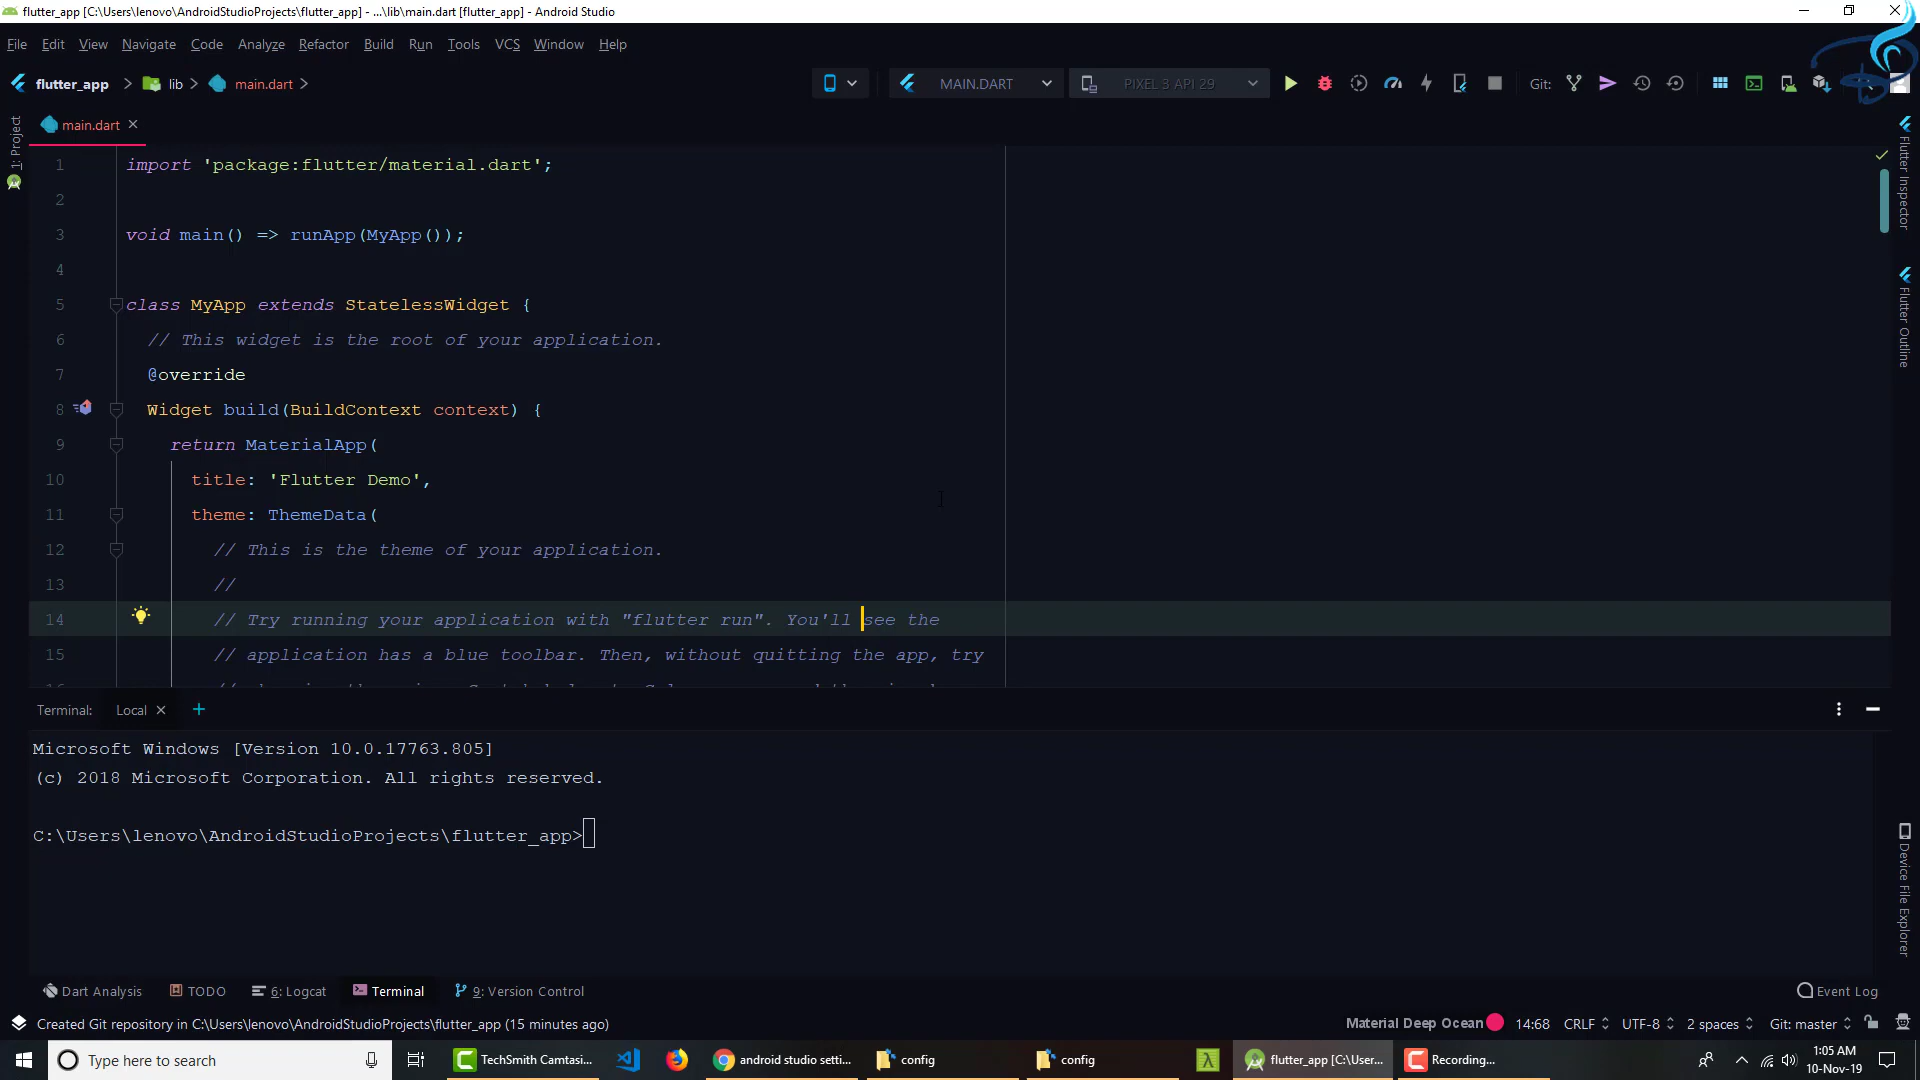 flutter_app [C:\Users\lenovo\AndroidStudioProjects\flutter_app] - ...\lib\main.dart [flutter_app] - Android Studio
File Edit View Navigate Code Analyze Refactor Build Run Tools VCS Window Help
flutter_app lib main.dart MAIN.DART PIXEL 3 API 29 Git:
main.dart
1: Project
Flutter Inspector
Flutter Outline
Device File Explorer
1 import 'package:flutter/material.dart';
2
3 void main() => runApp(MyApp());
4
5 class MyApp extends StatelessWidget {
6 // This widget is the root of your application.
7 @override
8 Widget build(BuildContext context) {
9 return MaterialApp(
10 title: 'Flutter Demo',
11 theme: ThemeData(
12 // This is the theme of your application.
13 //
14 // Try running your application with "flutter run". You'll see the
15 // application has a blue toolbar. Then, without quitting the app, try
Terminal: Local +
Microsoft Windows [Version 10.0.17763.805]
(c) 2018 Microsoft Corporation. All rights reserved.
C:\Users\lenovo\AndroidStudioProjects\flutter_app>
Dart Analysis TODO 6: Logcat Terminal 9: Version Control Event Log
Created Git repository in C:\Users\lenovo\AndroidStudioProjects\flutter_app (15 minutes ago) Material Deep Ocean 14:68 CRLF UTF-8 2 spaces Git: master
Type here to search TechSmith Camtasi... android studio setti... config config flutter_app [C:\User... Recording... 1:05 AM
10-Nov-19